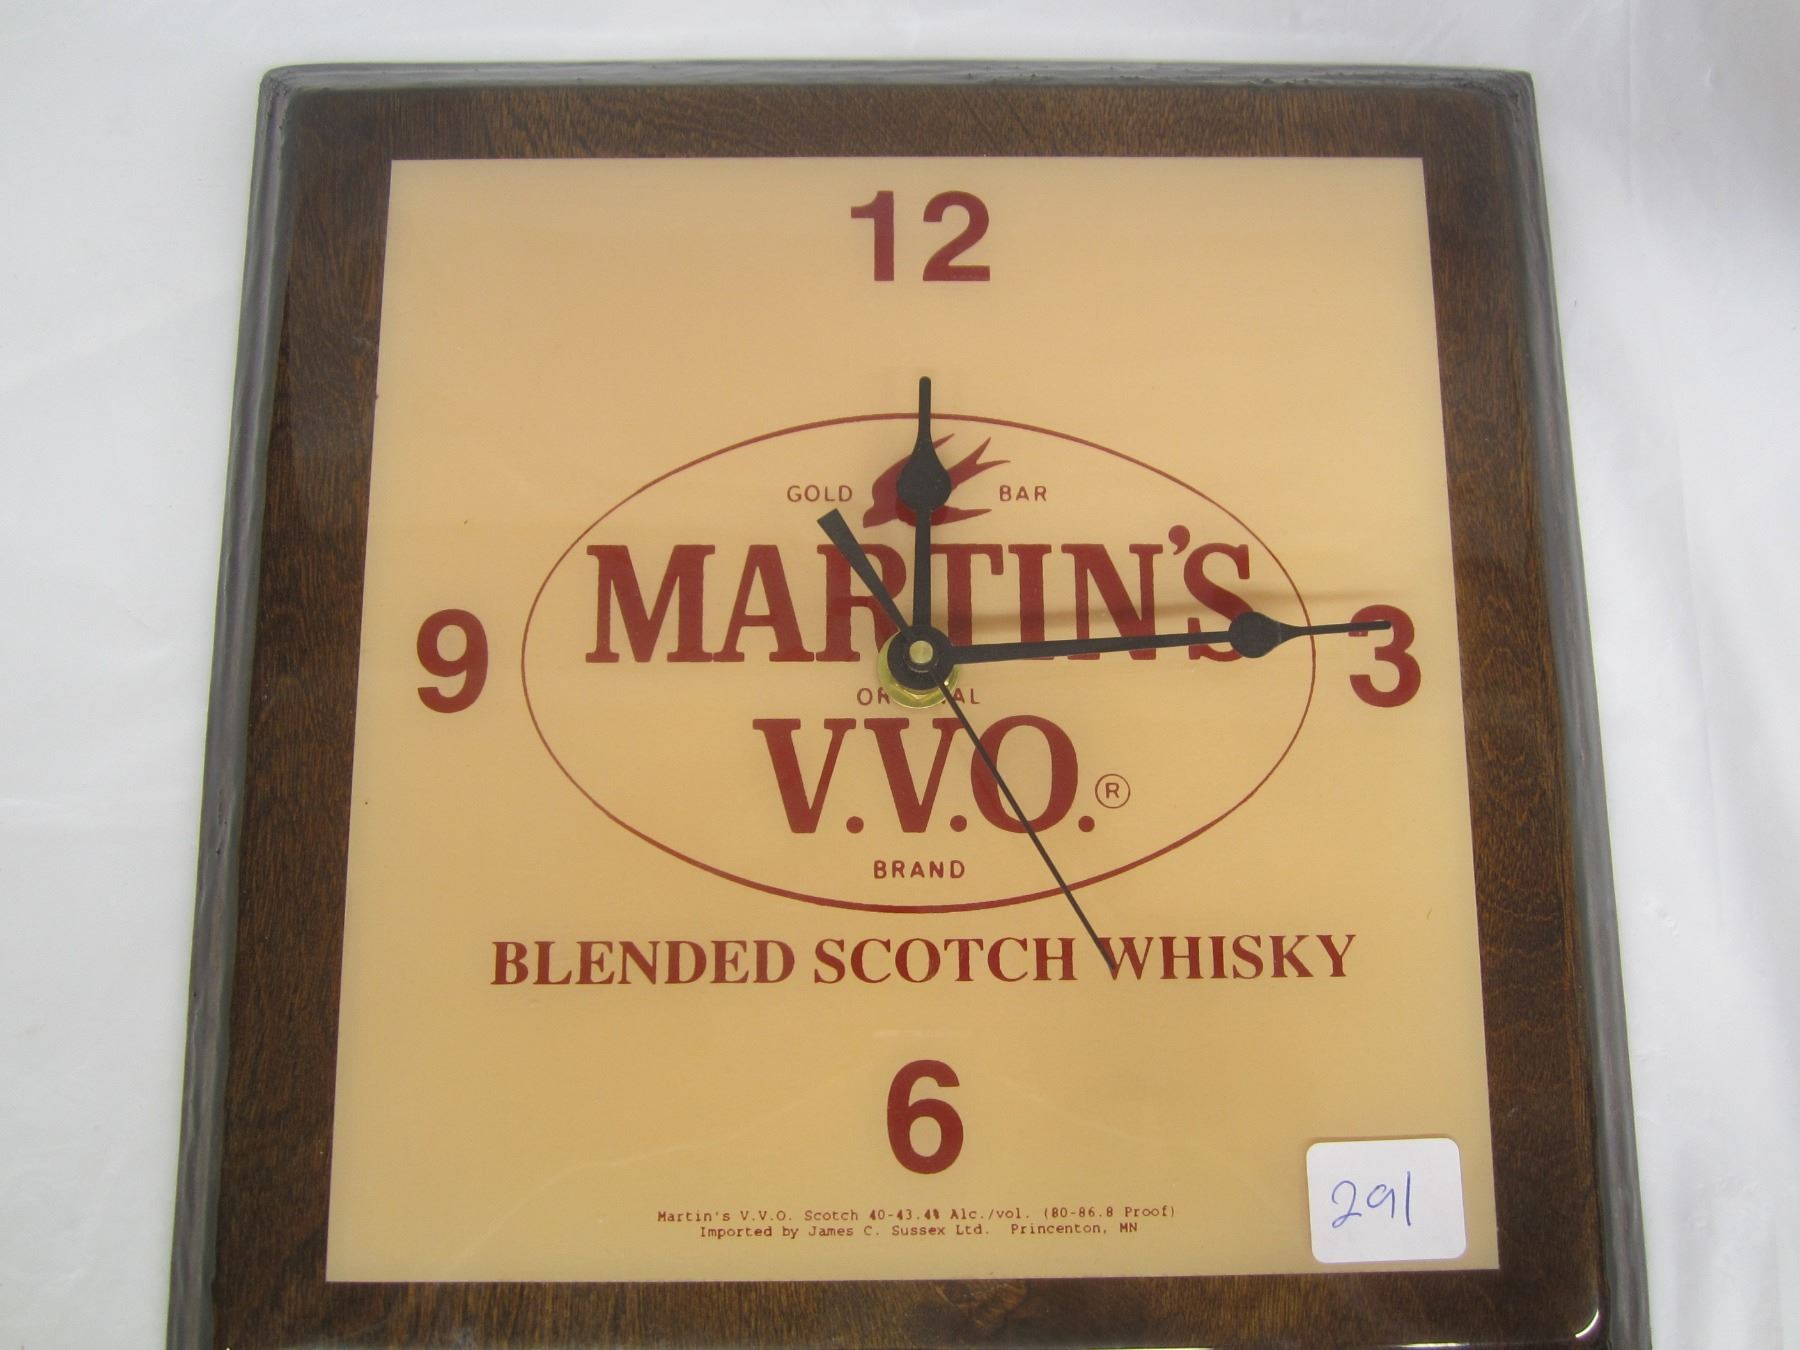 12
GOLD BAR
MARTIN'S
9 3
V.V.O.®
BRAND
BLENDED SCOTCH WHISKY
6
291
Martin's V.V.O. Scotch 40-43.4% Alc./vol. (80-86.8 Proof)
Imported by James C. Sussex Ltd. Princenton, MN